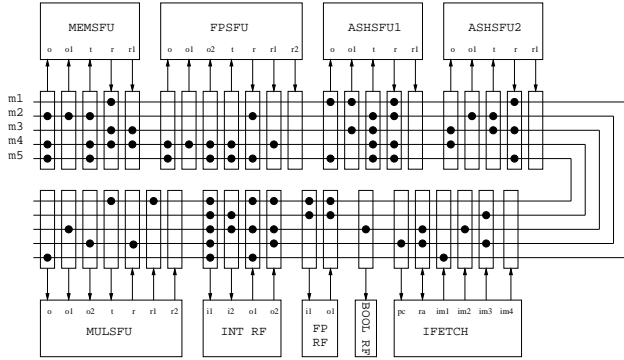 MEMSFU FPSFU ASHSFU1 ASHSFU2
o o1 t r r1 o o1 o2 t r r1 r2 o o1 t r r1 o o1 t r r1
m1
m2
m3
m4
m5
o o1 o2 t r r1 r2 i1 i2 o1 o2 i1 o1 pc ra im1 im2 im3 im4
MULSFU INT RF FP RF BOOL RF IFETCH